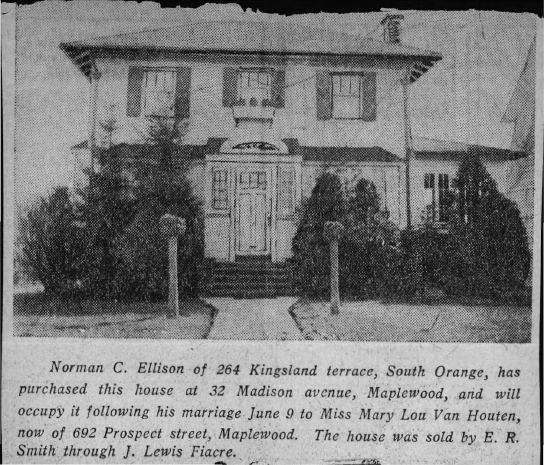 Norman C. Ellison of 264 Kingsland terrace, South Orange, has
purchased this house at 32 Madison avenue, Maplewood, and will
occupy it following his marriage June 9 to Miss Mary Lou Van Houten,
now of 692 Prospect street, Maplewood. The house was sold by E. R.
Smith through J. Lewis Fiacre.